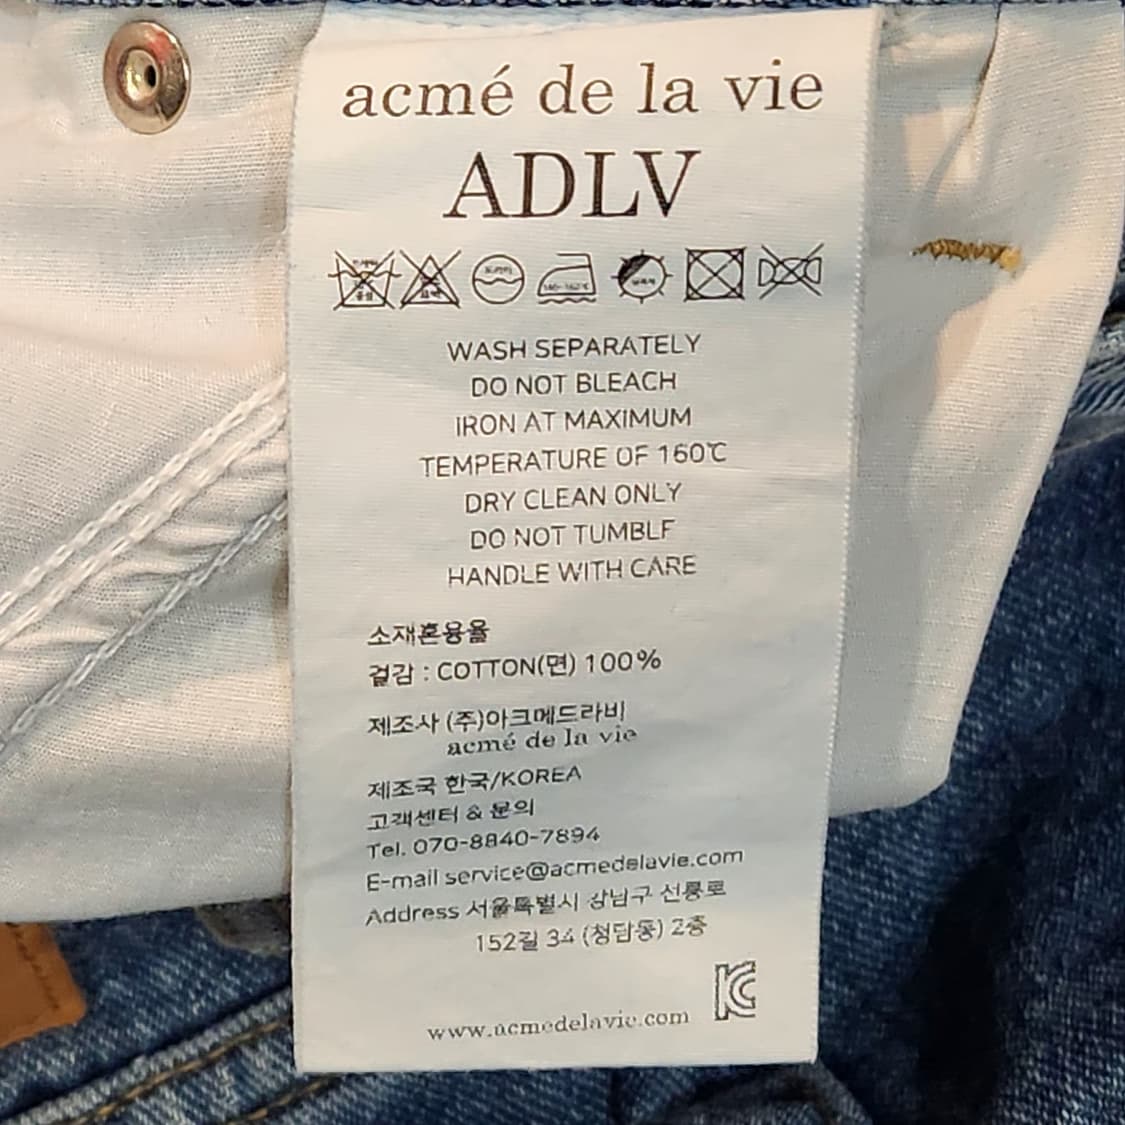 acmé de la vie
ADLV
드라이
WASH SEPARATELY
DO NOT BLEACH
IRON AT MAXIMUM
TEMPERATURE OF 160℃
DRY CLEAN ONLY
DO NOT TUMBLE
HANDLE WITH CARE
소재혼용율
겉감 : COTTON(면) 100%
제조사 (주)아크메드라비
acmé de la vie
제조국 한국/KOREA
고객센터 & 문의
Tel. 070-8840-7894
E-mail service@acmedelavie.com
Address 서울특별시 강남구 선릉로
152길 34 (청담동) 2층
www.acmedelavie.com